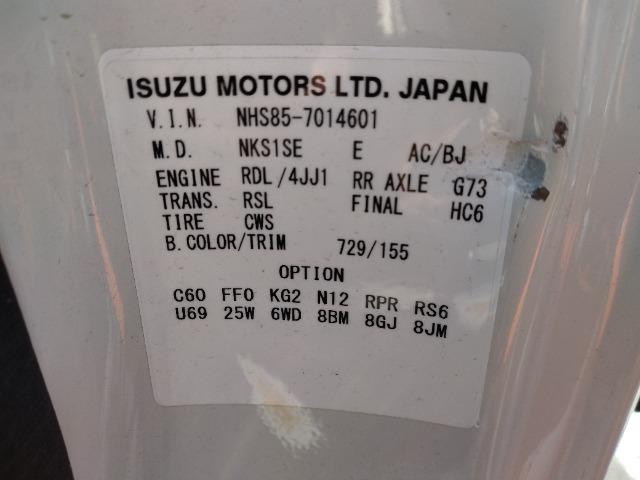 ISUZU MOTORS LTD. JAPAN
V.I.N. NHS85-7014601
M.D. NKS1SE E AC/BJ
ENGINE RDL/4JJ1 RR AXLE G73
TRANS. RSL FINAL HC6
TIRE CWS
B.COLOR/TRIM 729/155
OPTION
C60 FF0 KG2 N12 RPR RS6
U69 25W 6WD 8BM 8GJ 8JM